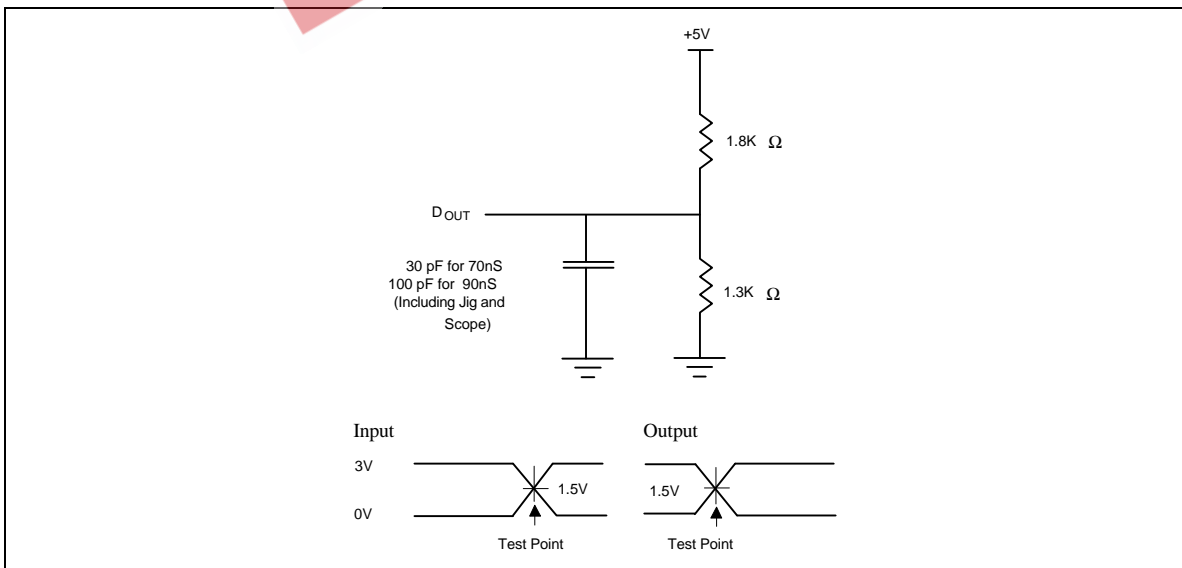 +5V
1.8K Ω
D OUT
30 pF for 70nS
100 pF for 90nS
(Including Jig and
Scope)
1.3K Ω
Input
Output
3V
1.5V
1.5V
0V
Test Point
Test Point